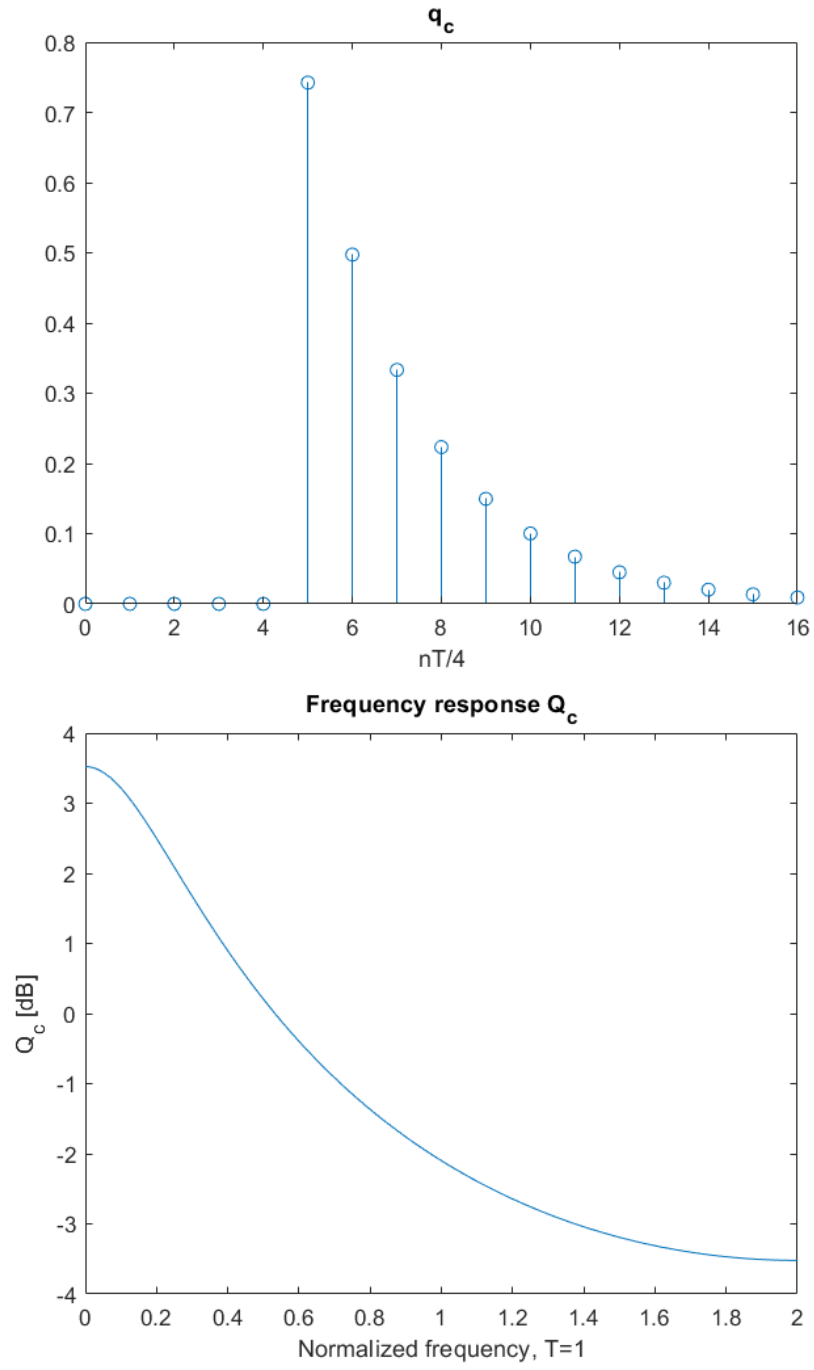 q_c
0.8
0.7
0.6
0.5
0.4
0.3
0.2
0.1
0
0 2 4 6 8 10 12 14 16
nT/4
Frequency response Q_c
4
3
2
1
0
-1
-2
-3
-4
Q_c [dB]
0 0.2 0.4 0.6 0.8 1 1.2 1.4 1.6 1.8 2
Normalized frequency, T=1